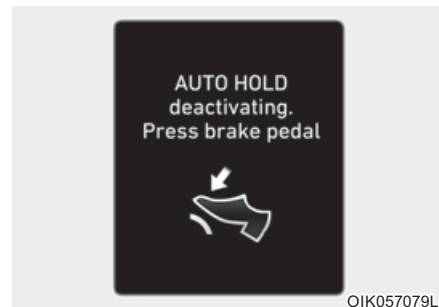 AUTO HOLD
deactivating.
Press brake pedal
OIK057079L